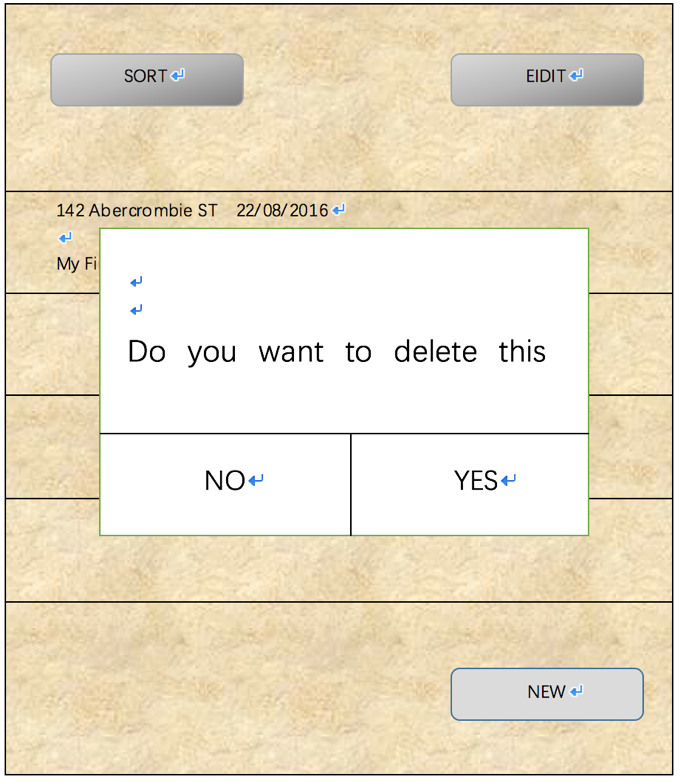 SORT
EIDIT
142 Abercrombie ST 22/08/2016
My Fi
Do you want to delete this
NO
YES
NEW